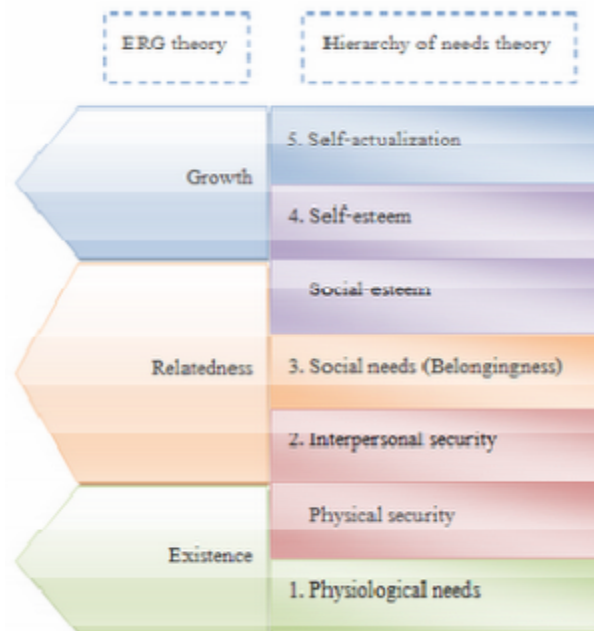 ERG theory
Hierarchy of needs theory
5. Self-actualization
Growth
4. Self-esteem
Social esteem
Relatedness
3. Social needs (Belongingness)
2. Interpersonal security
Physical security
Existence
1. Physiological needs